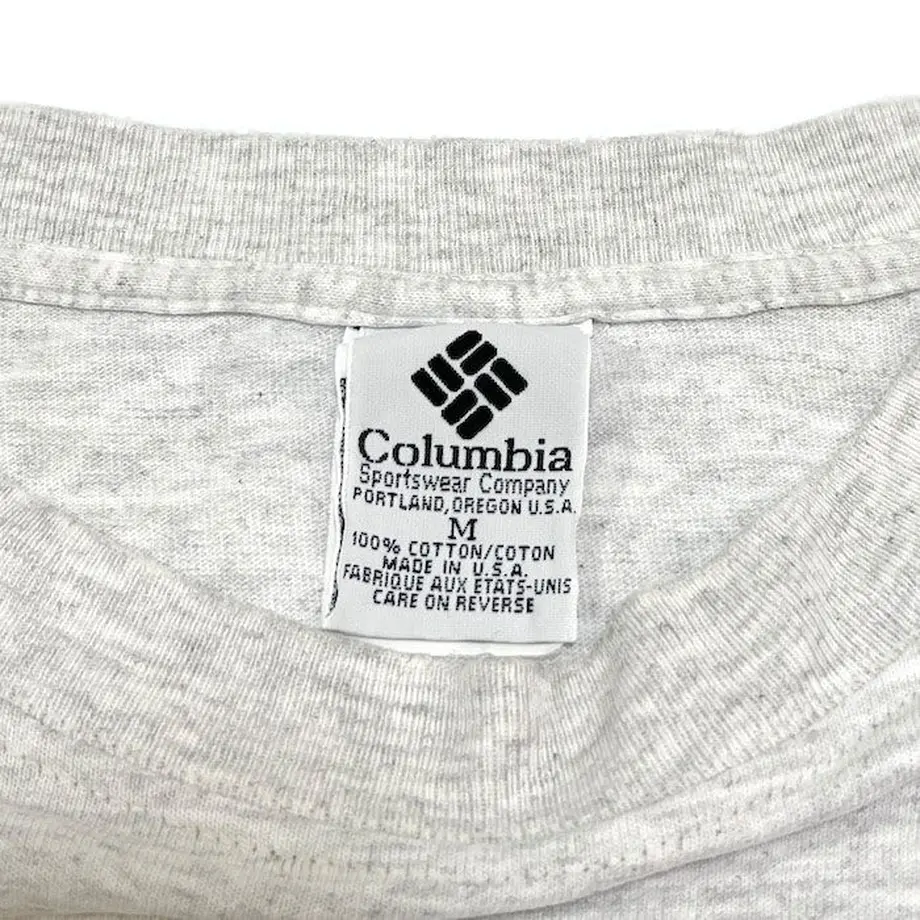 Columbia
Sportswear Company
PORTLAND, OREGON U.S.A.
M
100% COTTON/COTON
MADE IN U.S.A.
FABRIQUE AUX ETATS-UNIS
CARE ON REVERSE